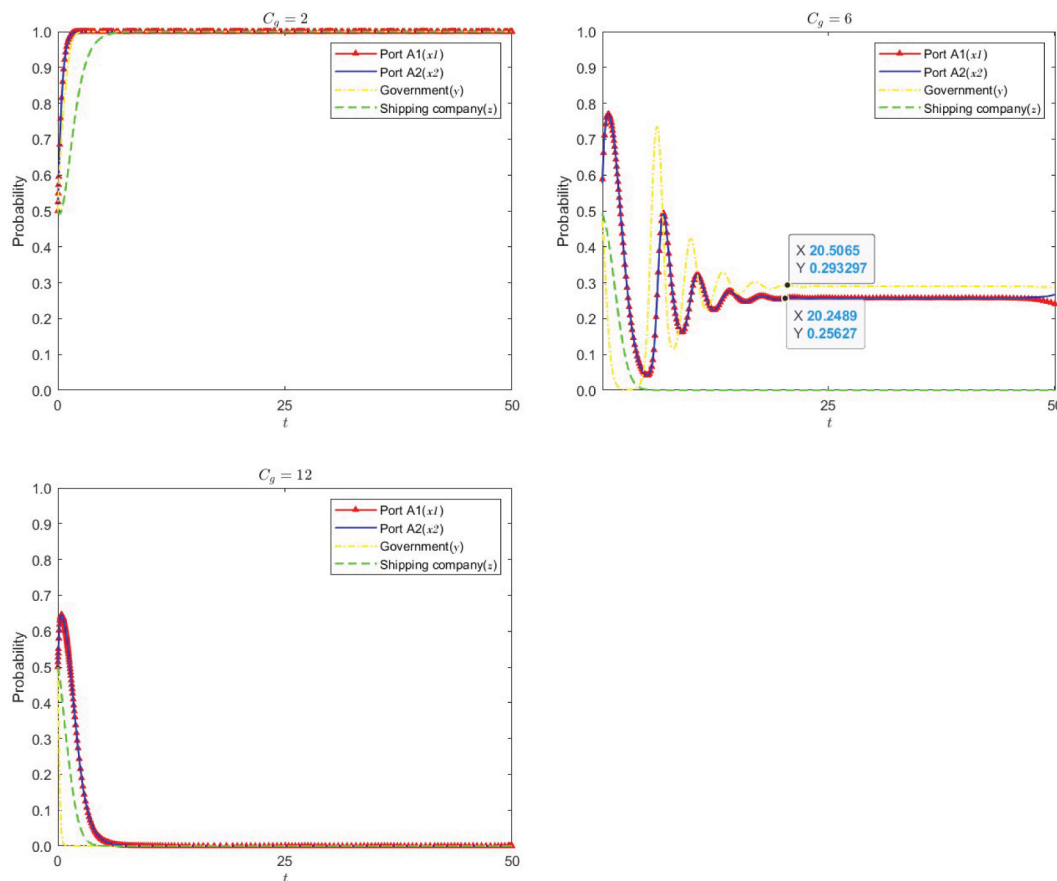 C_g = 2
1.0
0.9
0.8
0.7
0.6
0.5
0.4
0.3
0.2
0.1
0.0
Probability
Port A1(x1)
Port A2(x2)
Government(y)
Shipping company(z)
0
25
50
t
C_g = 6
1.0
0.9
0.8
0.7
0.6
0.5
0.4
0.3
0.2
0.1
0.0
Probability
Port A1(x1)
Port A2(x2)
Government(y)
Shipping company(z)
X 20.5065
Y 0.293297
X 20.2489
Y 0.25627
25
50
t
C_g = 12
1.0
0.9
0.8
0.7
0.6
0.5
0.4
0.3
0.2
0.1
0.0
Probability
Port A1(x1)
Port A2(x2)
Government(y)
Shipping company(z)
0
25
50
t